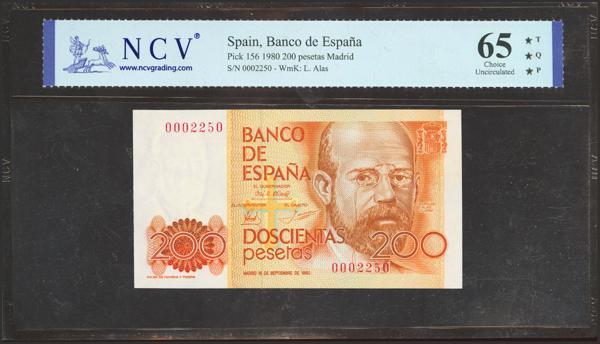 NCV®
www.ncvgrading.com
Spain, Banco de España
Pick 156 1980 200 pesetas Madrid
S/N 0002250 - WmK: L. Alas
65
Choice
Uncirculated
★ T
★ Q
★ P
NCV
0002250
BANCO
DE
ESPAÑA
EL GOBERNADOR
EL CAJERO
200
DOSCIENTAS
pesetas
200
0002250
MADRID 16 DE SEPTIEMBRE DE 1980